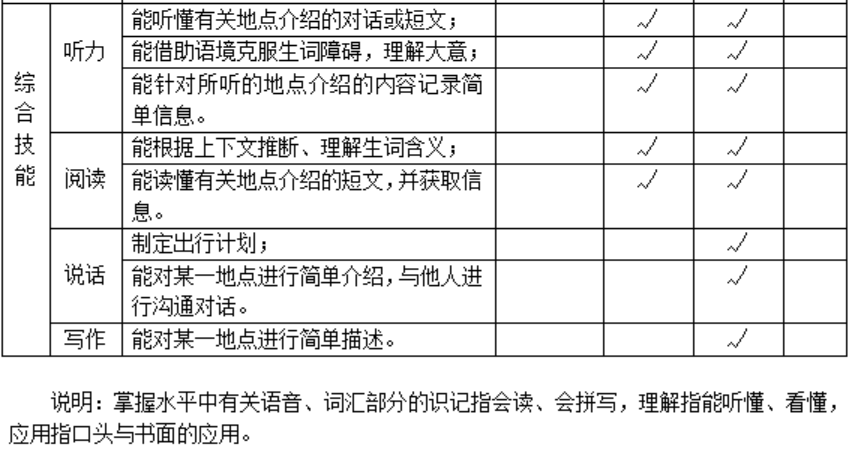 综合技能
听力
能听懂有关地点介绍的对话或短文； √ √
能借助语境克服生词障碍，理解大意； √ √
能针对所听的地点介绍的内容记录简 √ √
单信息。
阅读
能根据上下文推断、理解生词含义； √ √
能读懂有关地点介绍的短文，并获取信 √ √
息。
说话
制定出行计划； √
能对某一地点进行简单介绍，与他人进 √
行沟通对话。
写作
能对某一地点进行简单描述。 √
说明：掌握水平中有关语音、词汇部分的识记指会读、会拼写，理解指能听懂、看懂，
应用指口头与书面的应用。